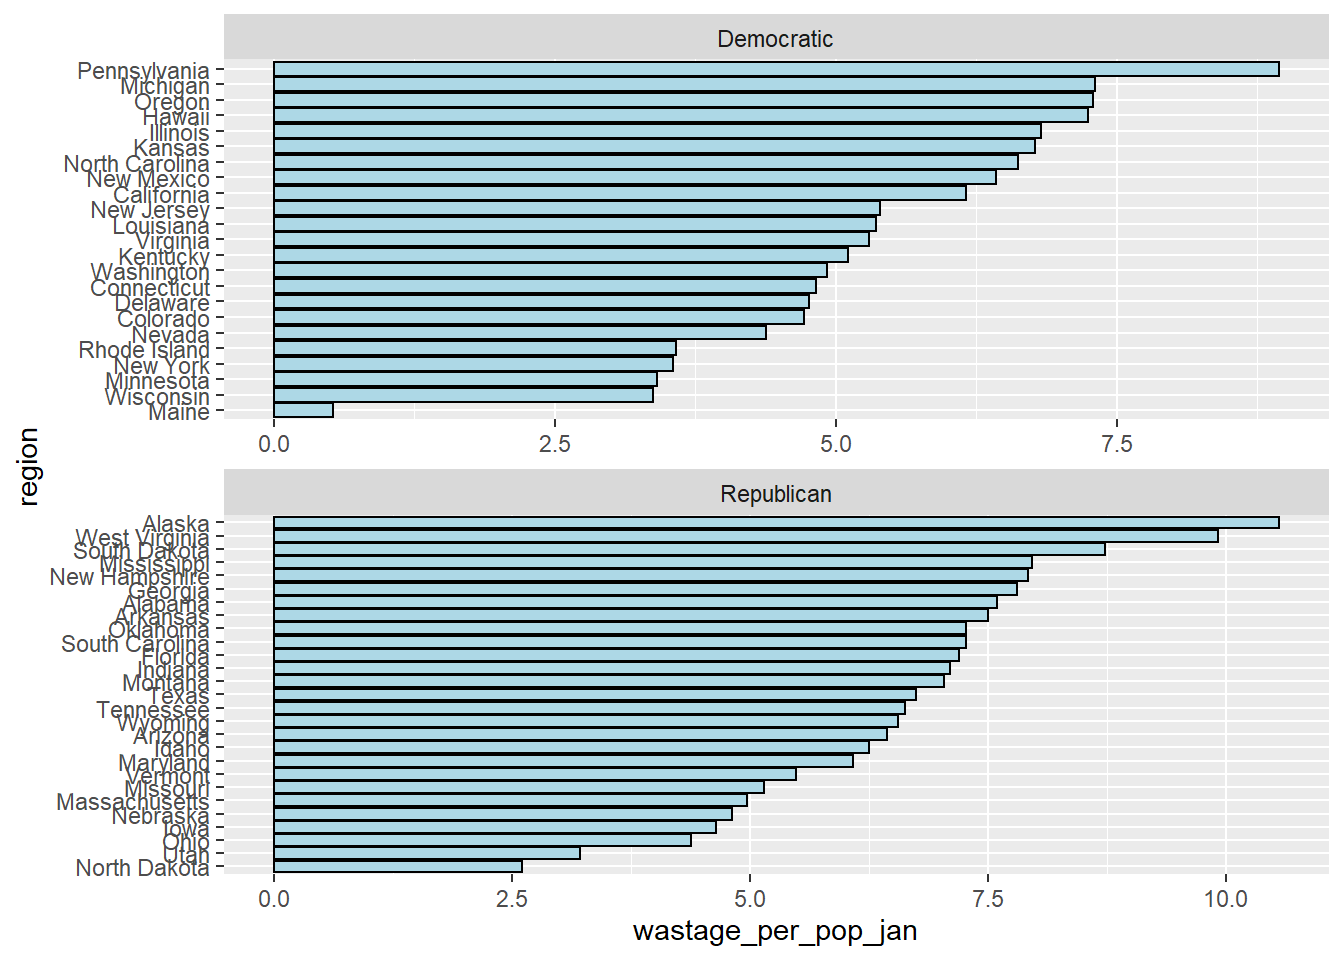 Democratic
Pennsylvania
Michigan
Oregon
Hawaii
Illinois
Kansas
North Carolina
New Mexico
California
New Jersey
Louisiana
Virginia
Kentucky
Washington
Connecticut
Delaware
Colorado
Nevada
Rhode Island
New York
Minnesota
Wisconsin
Maine
0.0 2.5 5.0 7.5
region
Republican
Alaska
West Virginia
South Dakota
Mississippi
New Hampshire
Georgia
Alabama
Arkansas
Oklahoma
South Carolina
Florida
Indiana
Montana
Texas
Tennessee
Wyoming
Arizona
Idaho
Maryland
Vermont
Missouri
Massachusetts
Nebraska
Iowa
Ohio
Utah
North Dakota
0.0 2.5 5.0 7.5 10.0
wastage_per_pop_jan